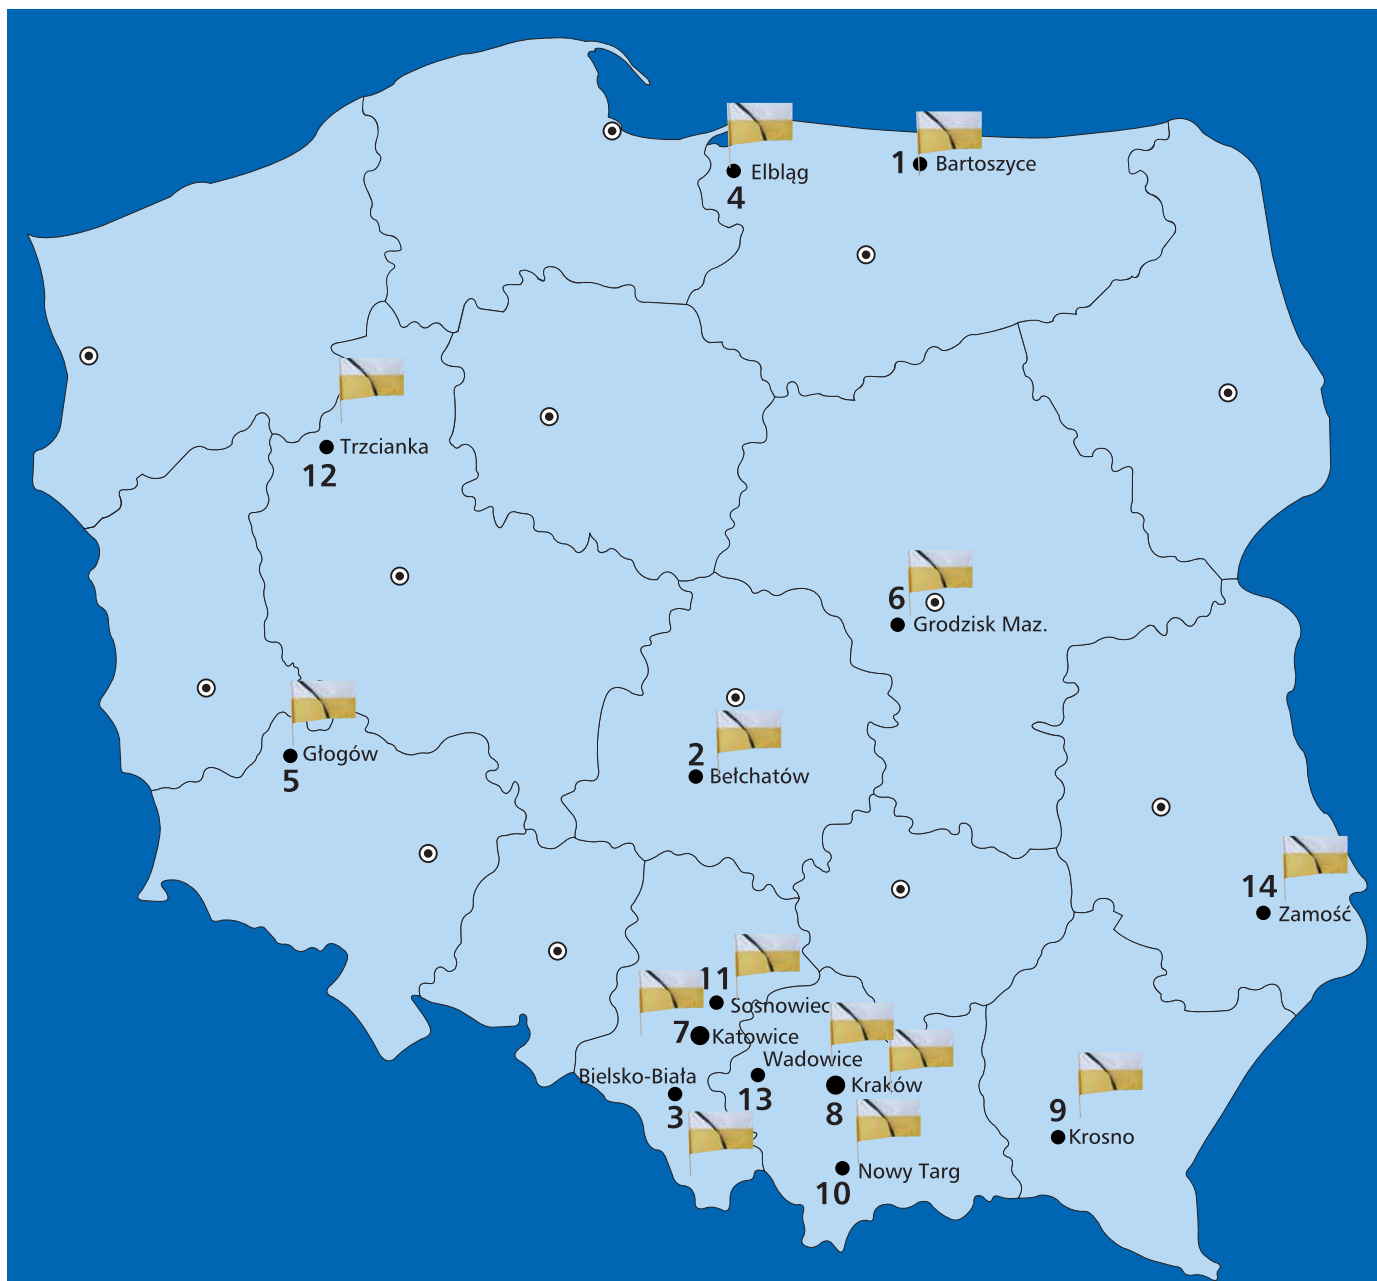 1 Bartoszyce
Elbląg
4
Trzcianka
12
6
Grodzisk Maz.
Głogów
5
2
Bełchatów
14
Zamość
11
Sosnowiec
7 Katowice
Wadowice
13
Bielsko-Biała
3
Kraków
8
9
Krosno
Nowy Targ
10